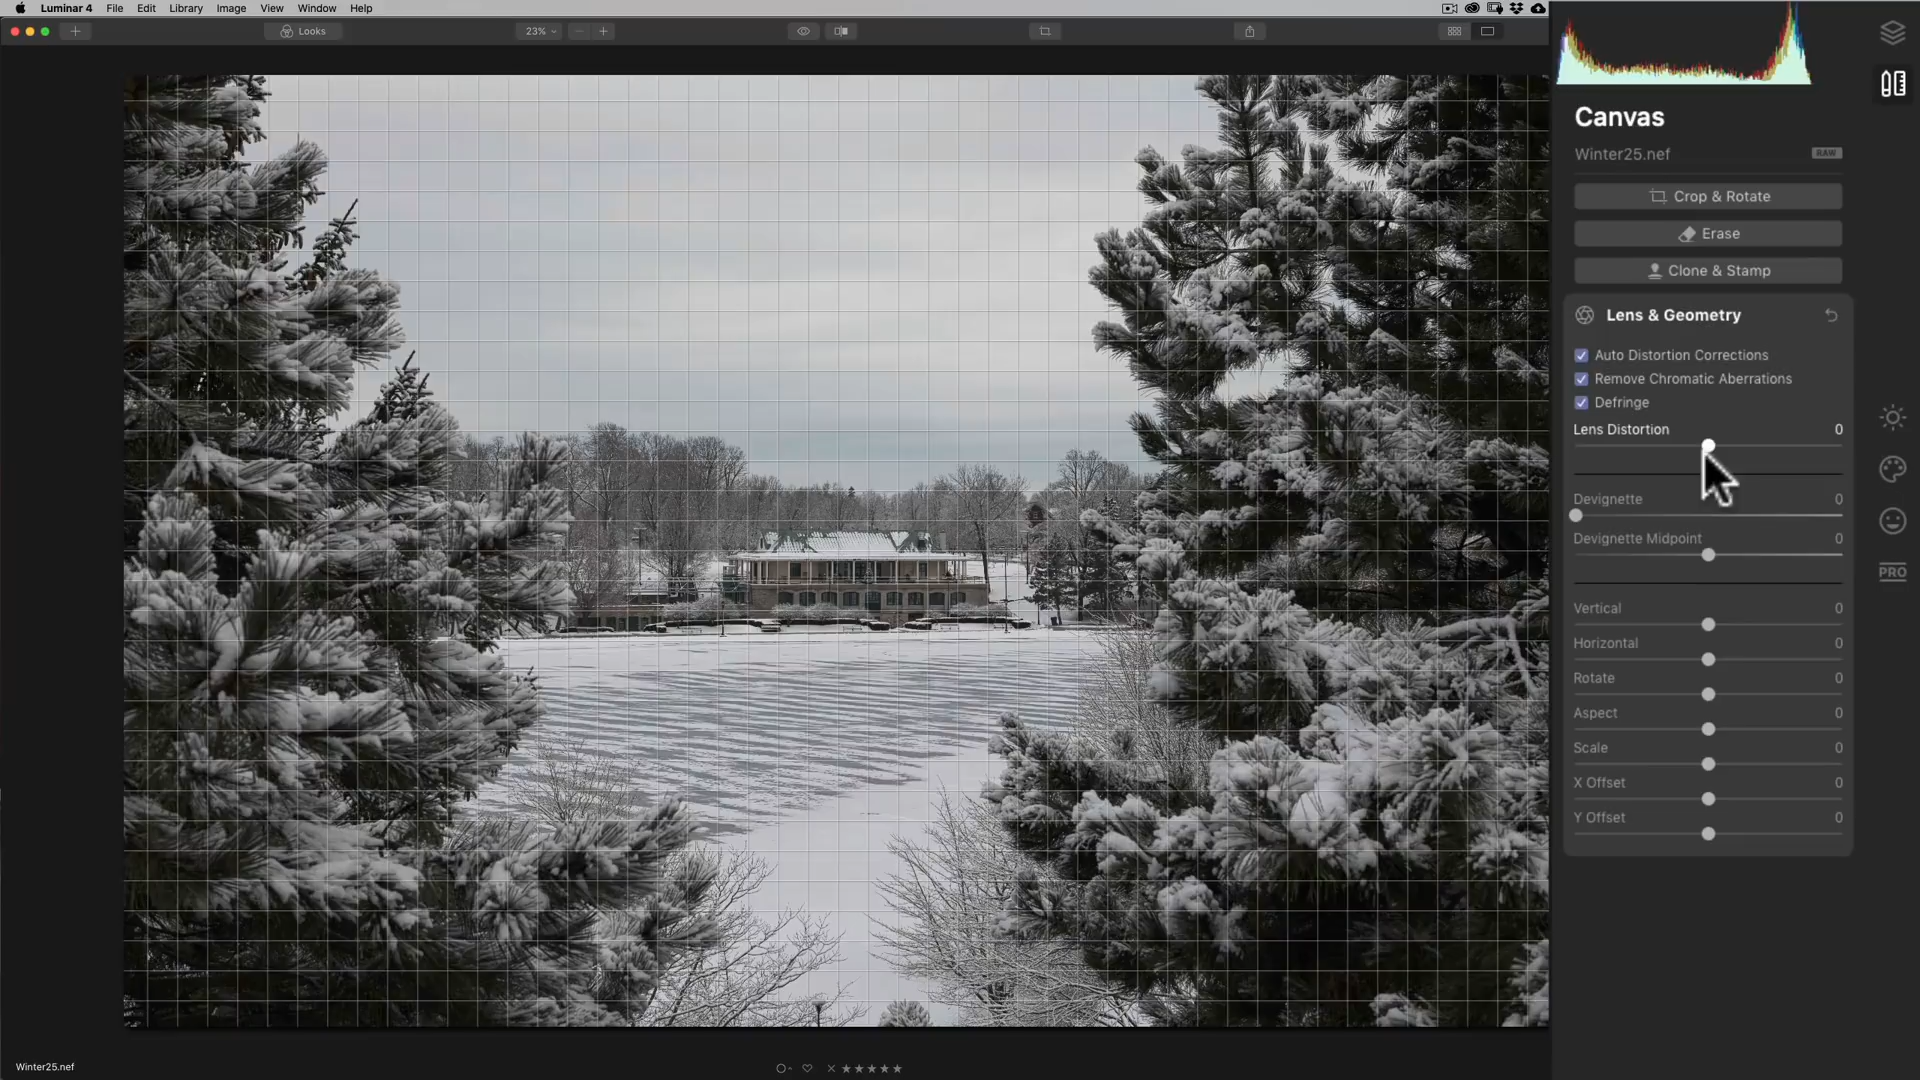 Luminar 4 File Edit Library Image View Window Help
Looks 23%
Canvas
Winter25.nef RAW
Crop & Rotate
Erase
Clone & Stamp
Lens & Geometry
Auto Distortion Corrections
Remove Chromatic Aberrations
Defringe
Lens Distortion 0
Devignette 0
Devignette Midpoint 0
Vertical 0
Horizontal 0
Rotate 0
Aspect 0
Scale 0
X Offset 0
Y Offset 0
PRO
Winter25.nef